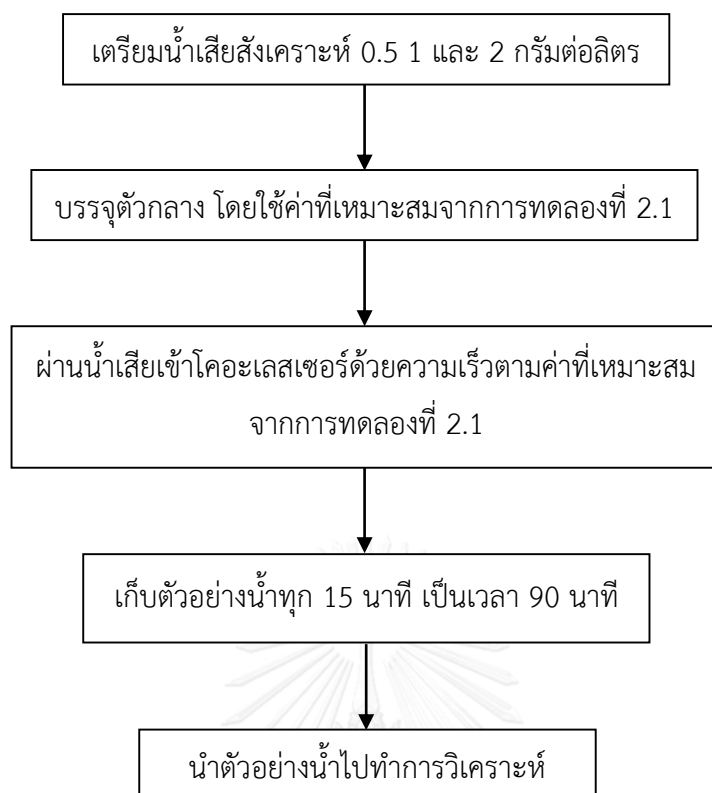 เตรียมน้ำเสียสังเคราะห์ 0.5 1 และ 2 กรัมต่อลิตร
บรรจุตัวกลาง โดยใช้ค่าที่เหมาะสมจากการทดลองที่ 2.1
ผ่านน้ำเสียเข้าโคอะเลสเซอร์ด้วยความเร็วตามค่าที่เหมาะสม
จากการทดลองที่ 2.1
เก็บตัวอย่างน้ำทุก 15 นาที เป็นเวลา 90 นาที
นำตัวอย่างน้ำไปทำการวิเคราะห์